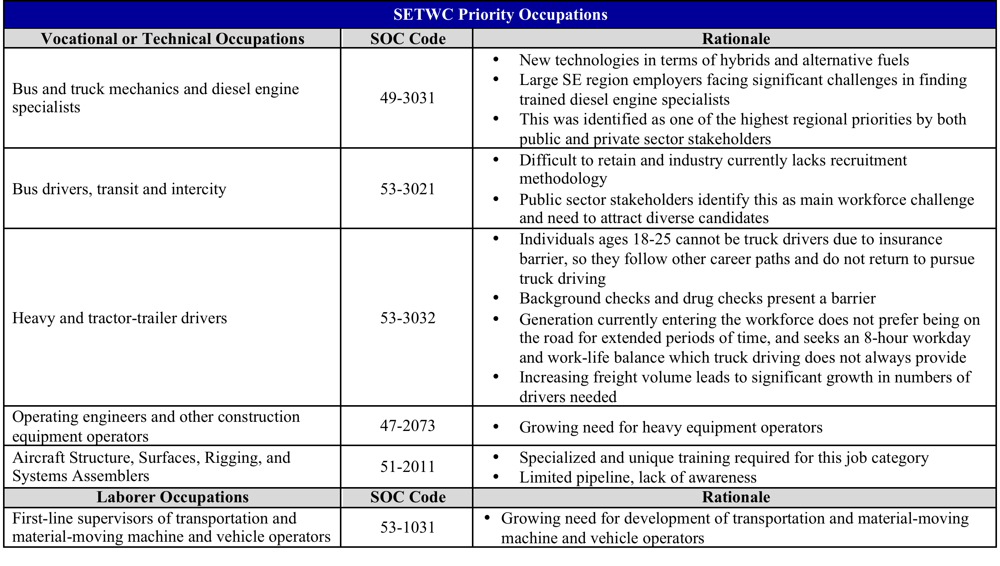 SETWC Priority Occupations
Vocational or Technical Occupations SOC Code Rationale
Bus and truck mechanics and diesel engine
specialists
49-3031
• New technologies in terms of hybrids and alternative fuels
• Large SE region employers facing significant challenges in finding
trained diesel engine specialists
• This was identified as one of the highest regional priorities by both
public and private sector stakeholders
Bus drivers, transit and intercity
53-3021
• Difficult to retain and industry currently lacks recruitment
methodology
• Public sector stakeholders identify this as main workforce challenge
and need to attract diverse candidates
Heavy and tractor-trailer drivers
53-3032
• Individuals ages 18-25 cannot be truck drivers due to insurance
barrier, so they follow other career paths and do not return to pursue
truck driving
• Background checks and drug checks present a barrier
• Generation currently entering the workforce does not prefer being on
the road for extended periods of time, and seeks an 8-hour workday
and work-life balance which truck driving does not always provide
• Increasing freight volume leads to significant growth in numbers of
drivers needed
Operating engineers and other construction
equipment operators
47-2073
• Growing need for heavy equipment operators
Aircraft Structure, Surfaces, Rigging, and
Systems Assemblers
51-2011
• Specialized and unique training required for this job category
• Limited pipeline, lack of awareness
Laborer Occupations SOC Code Rationale
First-line supervisors of transportation and
material-moving machine and vehicle operators
53-1031
• Growing need for development of transportation and material-moving
machine and vehicle operators